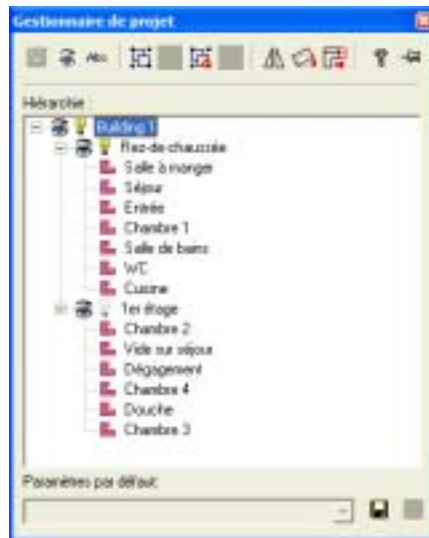 Gestionnaire de projet
Abc
Hiérarchie :
Building 1
Rez-de-chaussée
Salle à manger
Séjour
Entrée
Chambre 1
Salle de bains
WC
Cuisine
1er étage
Chambre 2
Vide sur séjour
Dégagement
Chambre 4
Douche
Chambre 3
Paramètres par défaut: